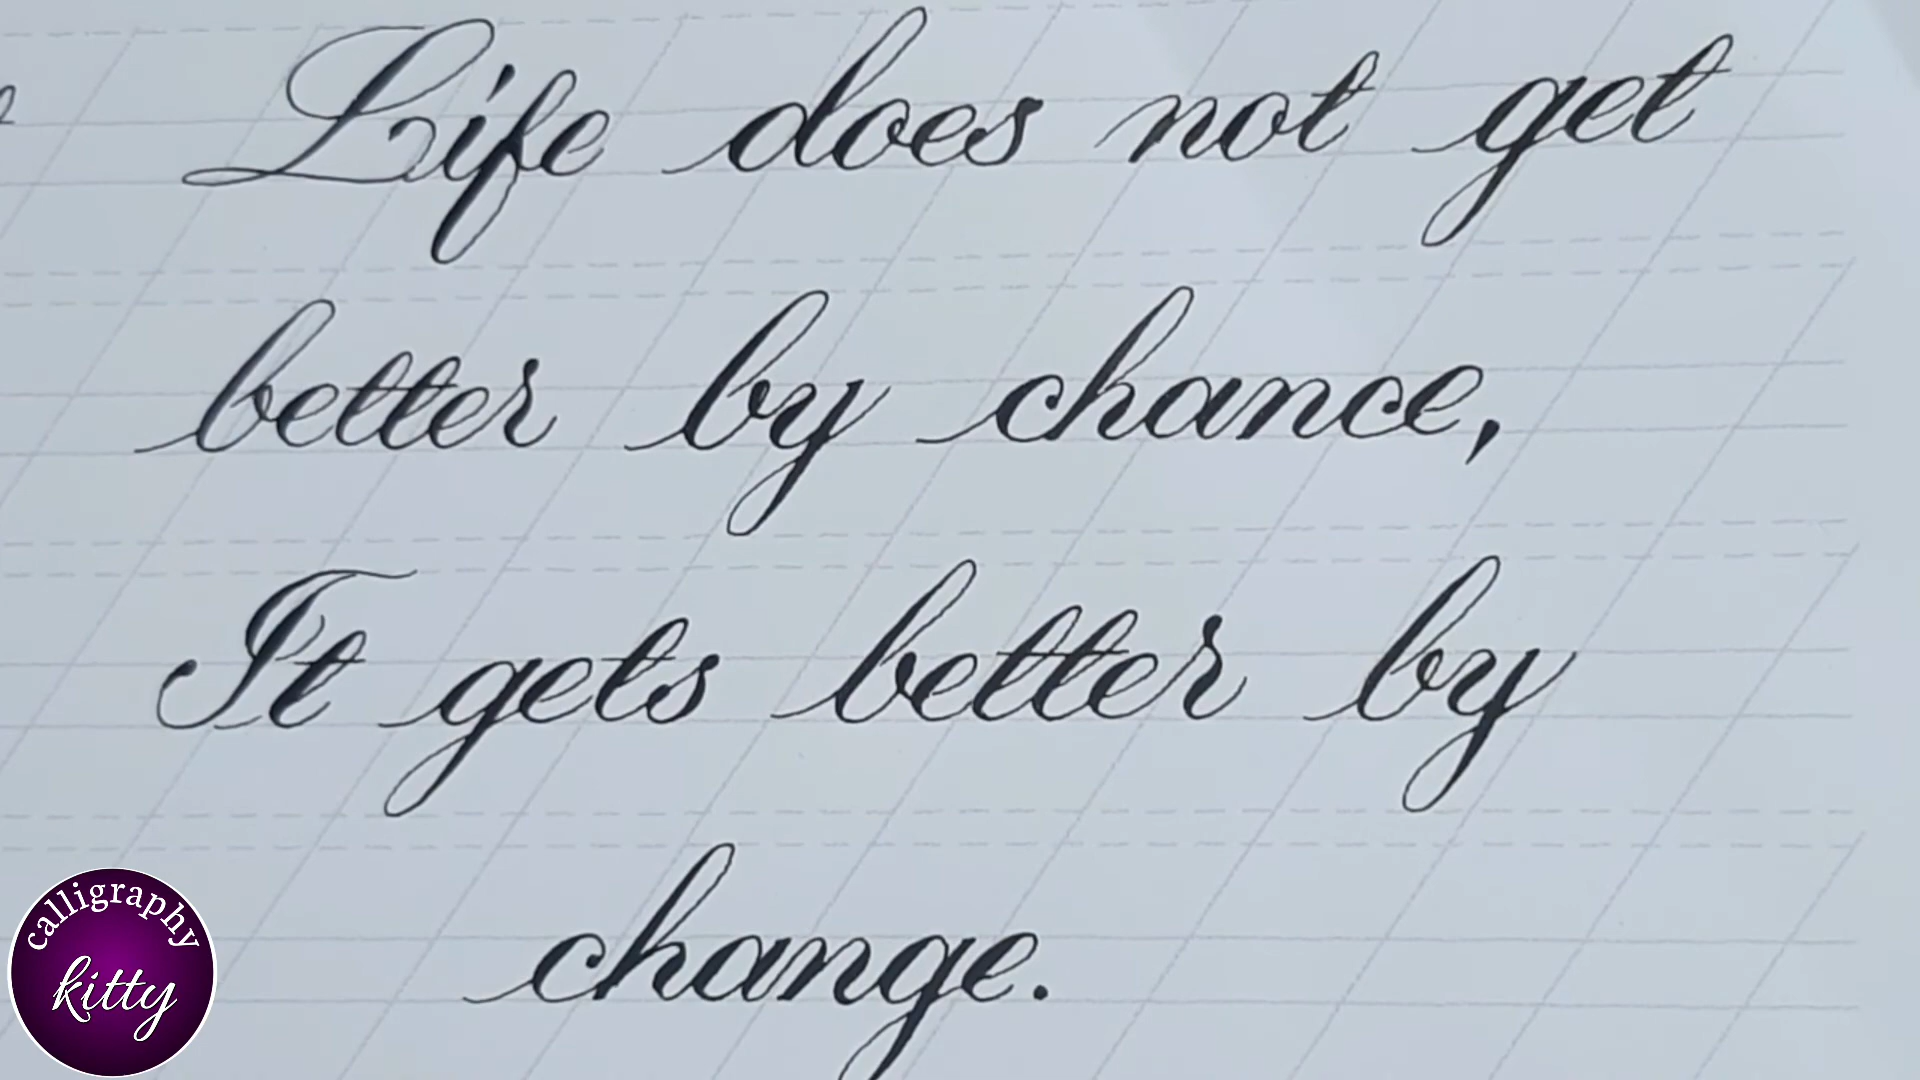 Life does not get
better by chance,
It gets better by
change.
calligraphy
kitty